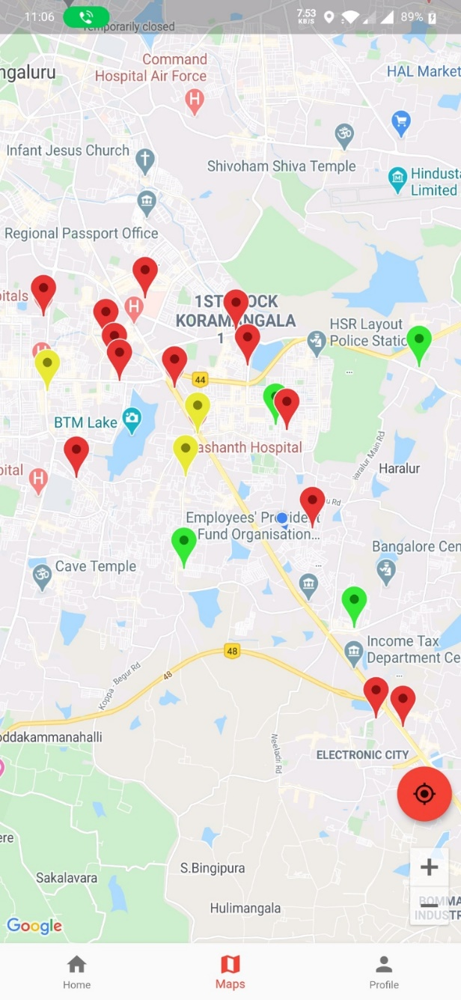 11:06
7.53
KB/S
89%
Temporarily closed
Command
Hospital Air Force
ngaluru
HAL Market
Infant Jesus Church
Shivoham Shiva Temple
Hindusta
Limited
Regional Passport Office
pitals
1ST
OCK
KORAMANGALA
1
HSR Layout
Police Static
44
BTM Lake
ashanth Hospital
Haralur Main Rd
Haralur
pital
u Rd
Employees' Provident
Fund Organisation...
Bangalore Cen
Cave Temple
Income Tax
Department Ce
48
48
Koppa - Begur Rd
oddakammanahalli
Neeladri Rd
ELECTRONIC CITY
ere
S.Bingipura
Sakalavara
Hulimangala
BOMMA
INDUSTR
Google
Home
Maps
Profile